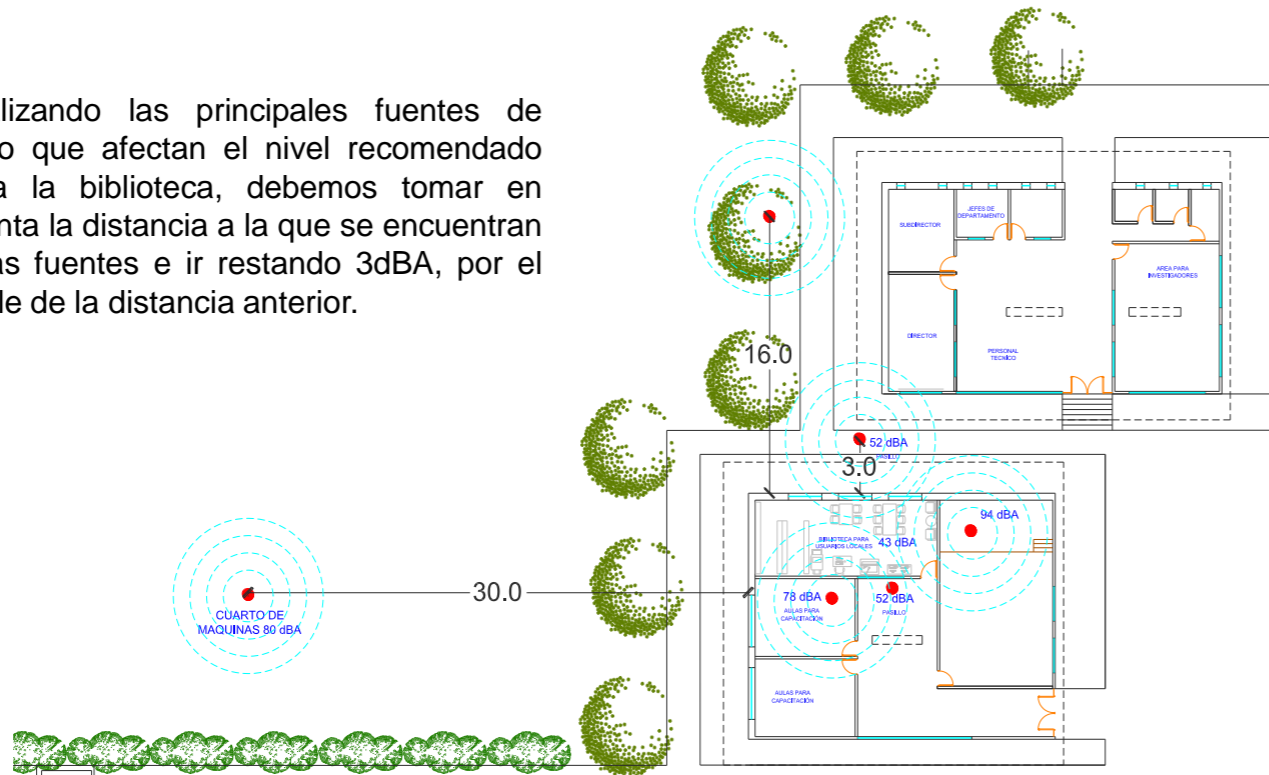 lizando las principales fuentes de
o que afectan el nivel recomendado
a la biblioteca, debemos tomar en
nta la distancia a la que se encuentran
as fuentes e ir restando 3dBA, por el
le de la distancia anterior.
SUBDIRECTOR
JEFES DE
DEPARTAMENTO
AREA PARA
INVESTIGADORES
DIRECTOR
PERSONAL
TECNICO
16.0
52 dBA
PASILLO
3.0
94 dBA
BIBLIOTECA PARA
USUARIOS LOCALES
43 dBA
30.0
CUARTO DE
MAQUINAS 80 dBA
78 dBA
AULAS PARA
CAPACITACIÓN
52 dBA
PASILLO
AULAS PARA
CAPACITACIÓN